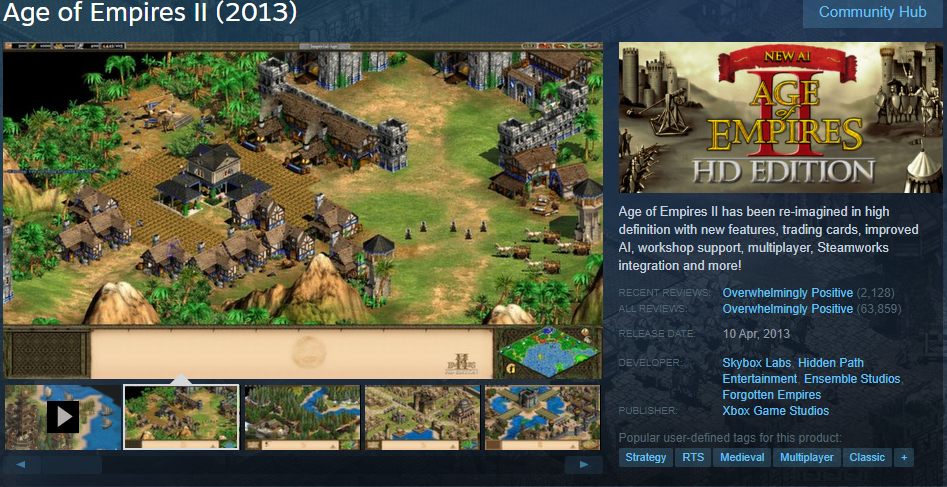 Age of Empires II (2013)
Community Hub
NEW AI
II
AGE
of
EMPIRES
HD EDITION
Age of Empires II has been re-imagined in high
definition with new features, trading cards, improved
AI, workshop support, multiplayer, Steamworks
integration and more!
RECENT REVIEWS: Overwhelmingly Positive (2,128)
ALL REVIEWS: Overwhelmingly Positive (63,859)
RELEASE DATE: 10 Apr, 2013
DEVELOPER: Skybox Labs, Hidden Path
Entertainment, Ensemble Studios,
Forgotten Empires
PUBLISHER: Xbox Game Studios
Popular user-defined tags for this product:
Strategy RTS Medieval Multiplayer Classic +